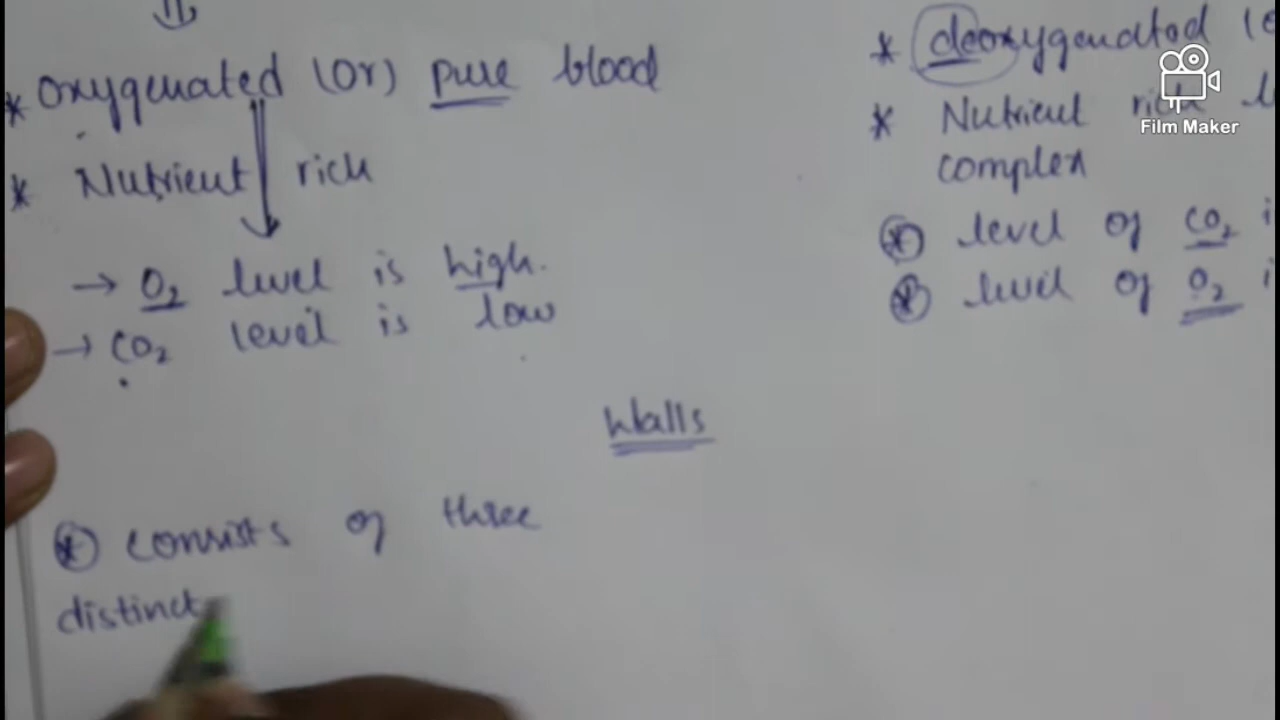 * Oxygenated (Or) pure blood
* Nutrient rich
→ O₂ level is high.
→ CO₂ level is low
* deoxygenated (
* Nutrient rich
complex
* level of CO₂ i
* level of O₂ i
Film Maker
Walls
* consists of three
distinct